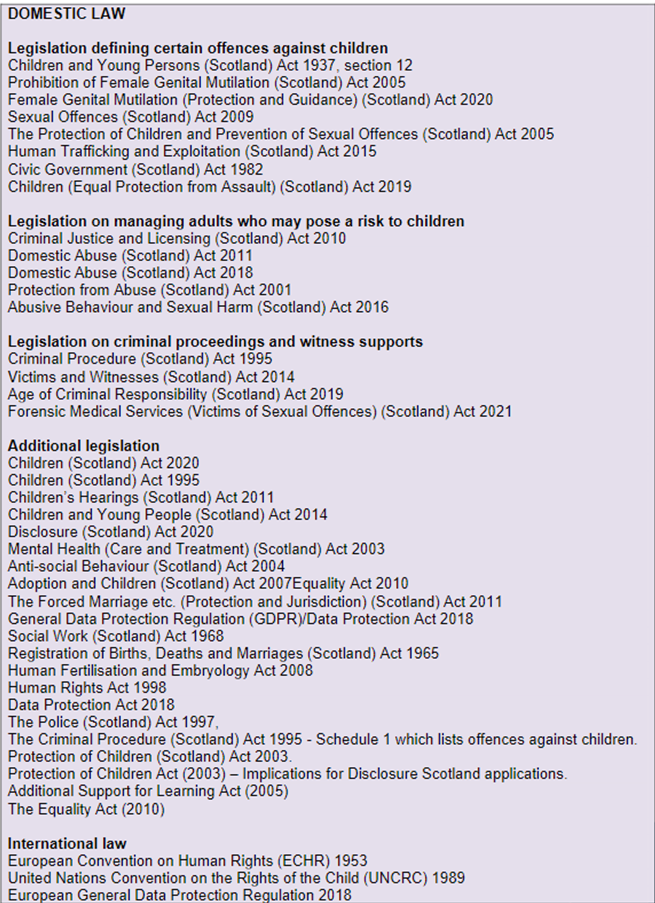 DOMESTIC LAW
Legislation defining certain offences against children
Children and Young Persons (Scotland) Act 1937, section 12
Prohibition of Female Genital Mutilation (Scotland) Act 2005
Female Genital Mutilation (Protection and Guidance) (Scotland) Act 2020
Sexual Offences (Scotland) Act 2009
The Protection of Children and Prevention of Sexual Offences (Scotland) Act 2005
Human Trafficking and Exploitation (Scotland) Act 2015
Civic Government (Scotland) Act 1982
Children (Equal Protection from Assault) (Scotland) Act 2019
Legislation on managing adults who may pose a risk to children
Criminal Justice and Licensing (Scotland) Act 2010
Domestic Abuse (Scotland) Act 2011
Domestic Abuse (Scotland) Act 2018
Protection from Abuse (Scotland) Act 2001
Abusive Behaviour and Sexual Harm (Scotland) Act 2016
Legislation on criminal proceedings and witness supports
Criminal Procedure (Scotland) Act 1995
Victims and Witnesses (Scotland) Act 2014
Age of Criminal Responsibility (Scotland) Act 2019
Forensic Medical Services (Victims of Sexual Offences) (Scotland) Act 2021
Additional legislation
Children (Scotland) Act 2020
Children (Scotland) Act 1995
Children's Hearings (Scotland) Act 2011
Children and Young People (Scotland) Act 2014
Disclosure (Scotland) Act 2020
Mental Health (Care and Treatment) (Scotland) Act 2003
Anti-social Behaviour (Scotland) Act 2004
Adoption and Children (Scotland) Act 2007Equality Act 2010
The Forced Marriage etc. (Protection and Jurisdiction) (Scotland) Act 2011
General Data Protection Regulation (GDPR)/Data Protection Act 2018
Social Work (Scotland) Act 1968
Registration of Births, Deaths and Marriages (Scotland) Act 1965
Human Fertilisation and Embryology Act 2008
Human Rights Act 1998
Data Protection Act 2018
The Police (Scotland) Act 1997,
The Criminal Procedure (Scotland) Act 1995 - Schedule 1 which lists offences against children.
Protection of Children (Scotland) Act 2003.
Protection of Children Act (2003) – Implications for Disclosure Scotland applications.
Additional Support for Learning Act (2005)
The Equality Act (2010)
International law
European Convention on Human Rights (ECHR) 1953
United Nations Convention on the Rights of the Child (UNCRC) 1989
European General Data Protection Regulation 2018